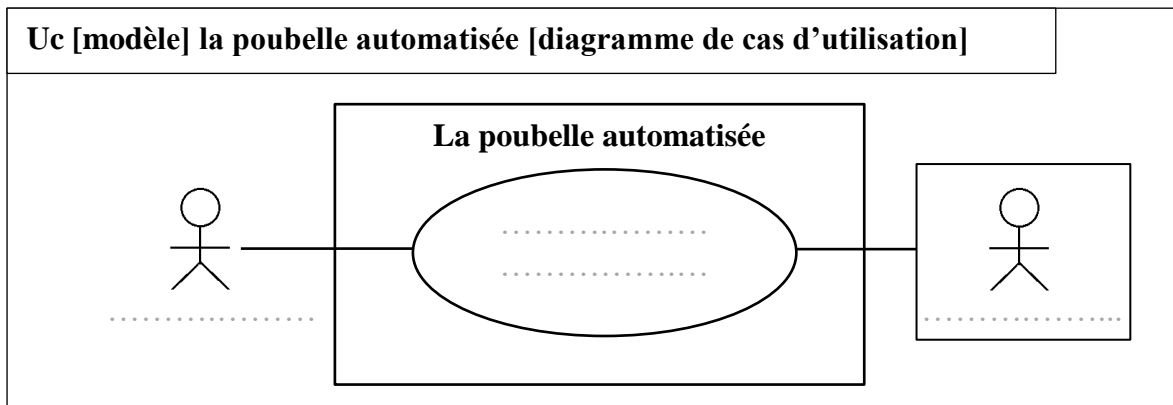 Uc [modèle] la poubelle automatisée [diagramme de cas d’utilisation]
La poubelle automatisée